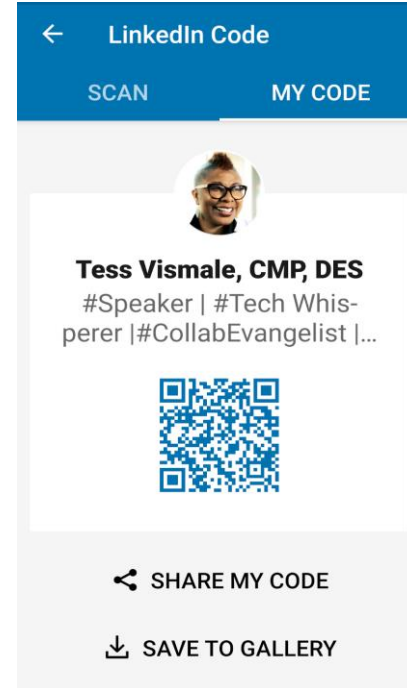 LinkedIn Code
SCAN MY CODE
Tess Vismale, CMP, DES
#Speaker | #Tech Whis-
perer |#CollabEvangelist |...
SHARE MY CODE
SAVE TO GALLERY